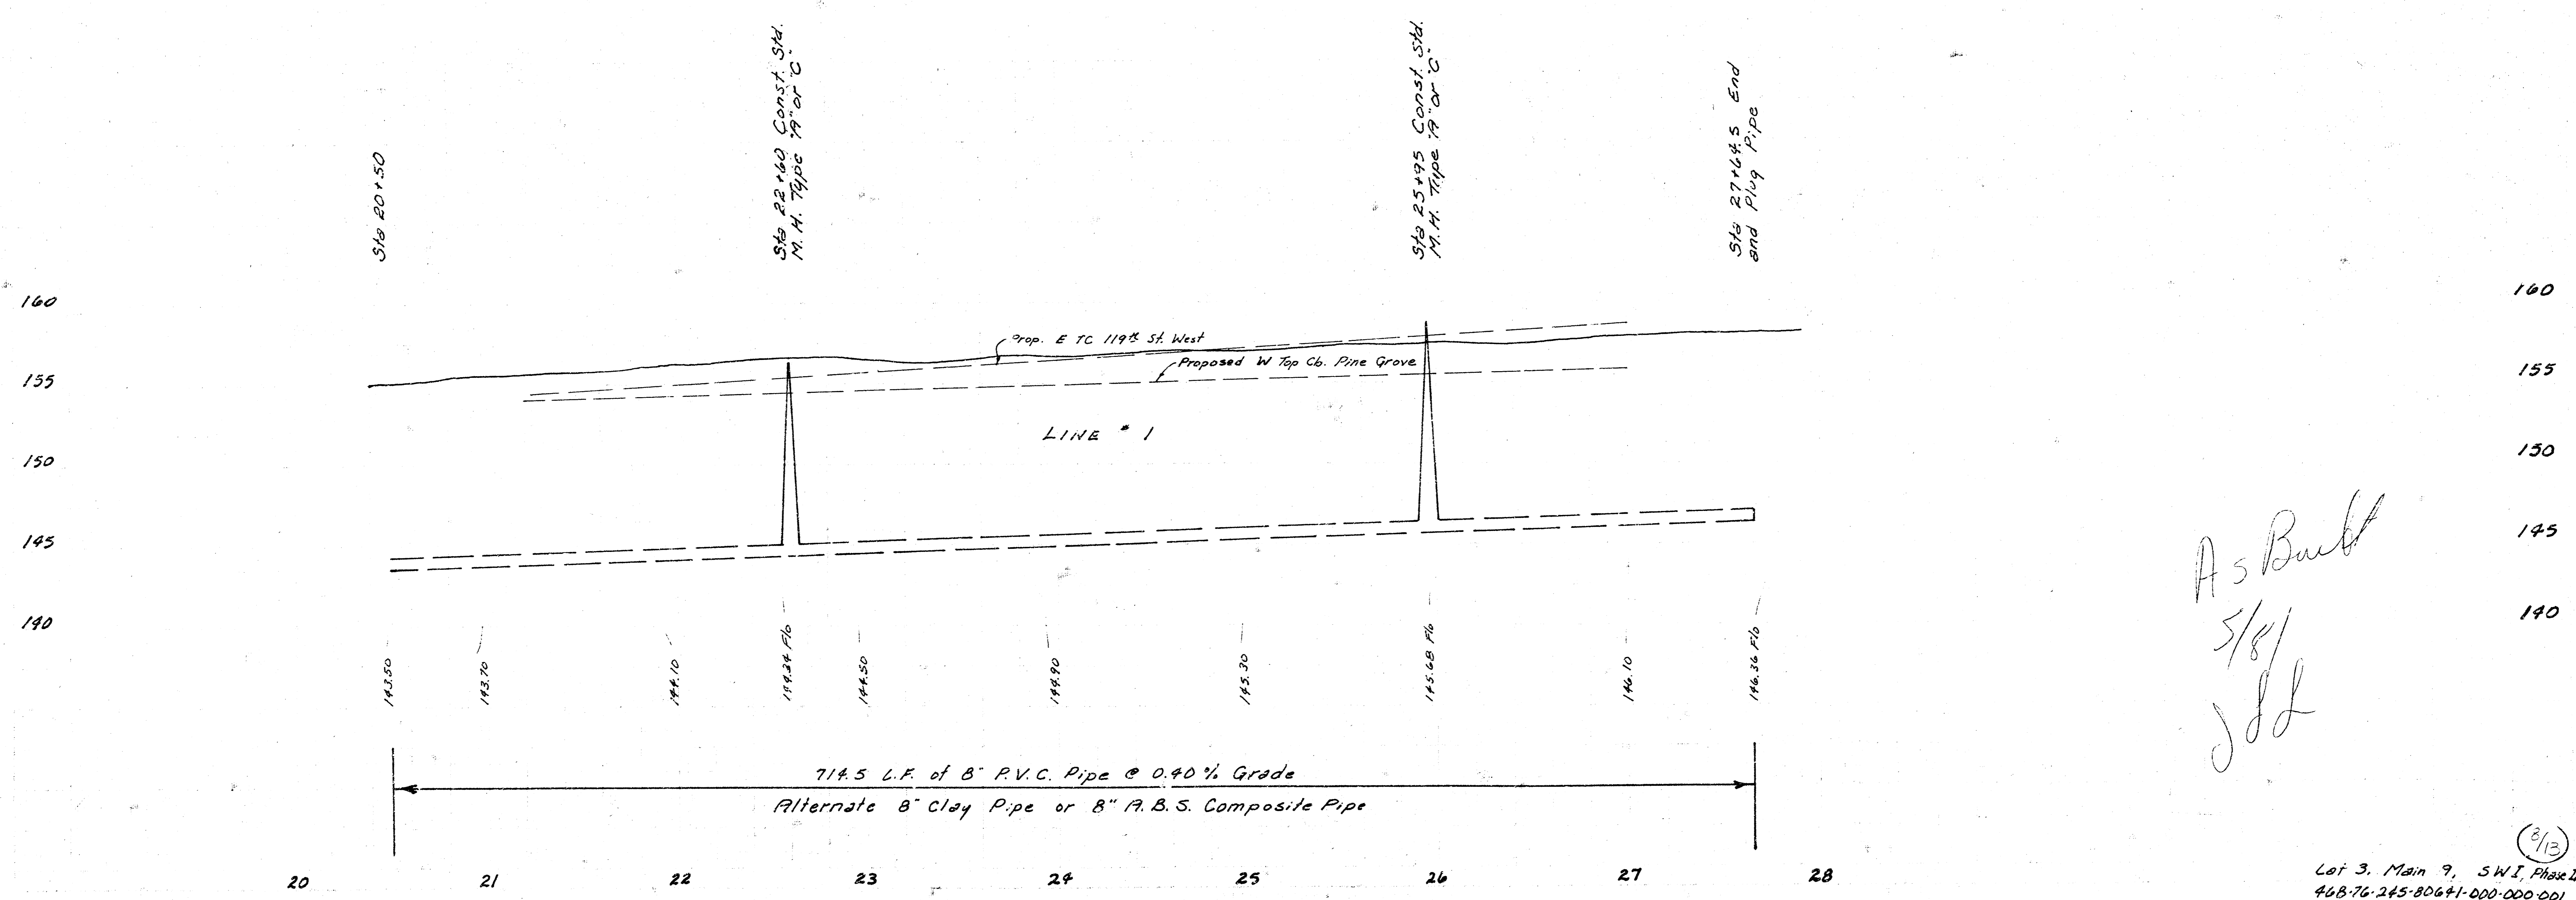 Sta 20+50
Sta 22+60 Const. Std.
M.H. Type "A" or "C"
Sta 25+95 Const. Std.
M.H. Type "A" or "C"
Sta 27+64.5 End
and Plug Pipe
160
155
150
145
140
160
155
150
145
140
Prop. E TC 119th St. West
Proposed W Top Cb. Pine Grove
LINE # 1
143.50
143.70
144.10
144.34 Flo
144.50
144.90
145.30
145.68 Flo
146.10
146.36 Flo
714.5 L.F. of 8" P.V.C. Pipe @ 0.40% Grade
Alternate 8" Clay Pipe or 8" A.B.S. Composite Pipe
20 21 22 23 24 25 26 27 28
As Built
5/81
3/13
Lat 3, Main 9, SWI, Phase II
468-76-245-80641-000-000-001